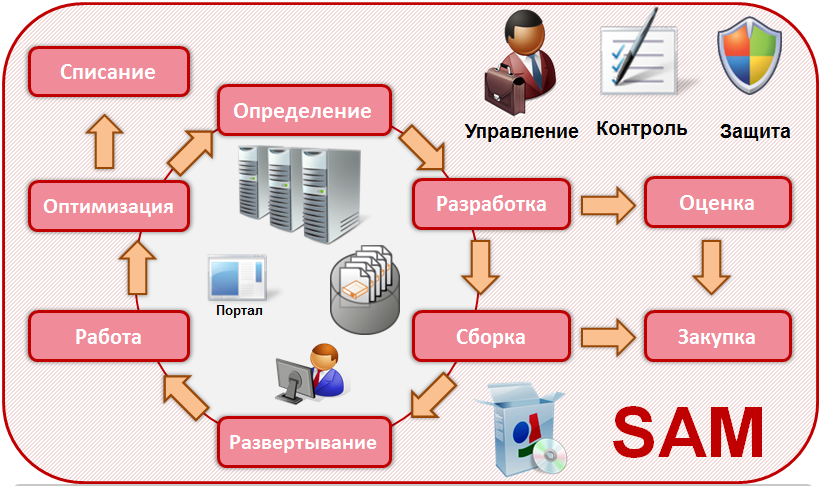 Списание
Определение
Управление
Контроль
Защита
Оптимизация
Разработка
Оценка
Портал
Работа
Сборка
Закупка
Развертывание
SAM